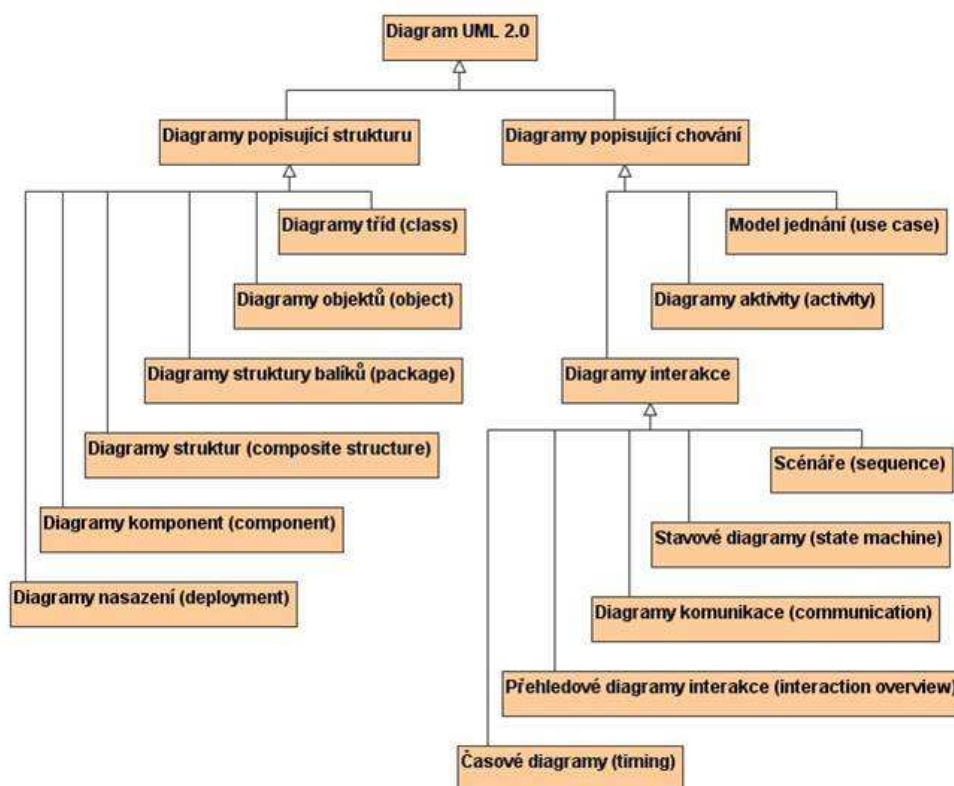 Diagram UML 2.0
Diagramy popisující strukturu
Diagramy popisující chování
Diagramy tříd (class)
Model jednání (use case)
Diagramy objektů (object)
Diagramy aktivity (activity)
Diagramy struktury balíků (package)
Diagramy interakce
Diagramy struktur (composite structure)
Scénáře (sequence)
Diagramy komponent (component)
Stavové diagramy (state machine)
Diagramy nasazení (deployment)
Diagramy komunikace (communication)
Přehledové diagramy interakce (interaction overview)
Časové diagramy (timing)